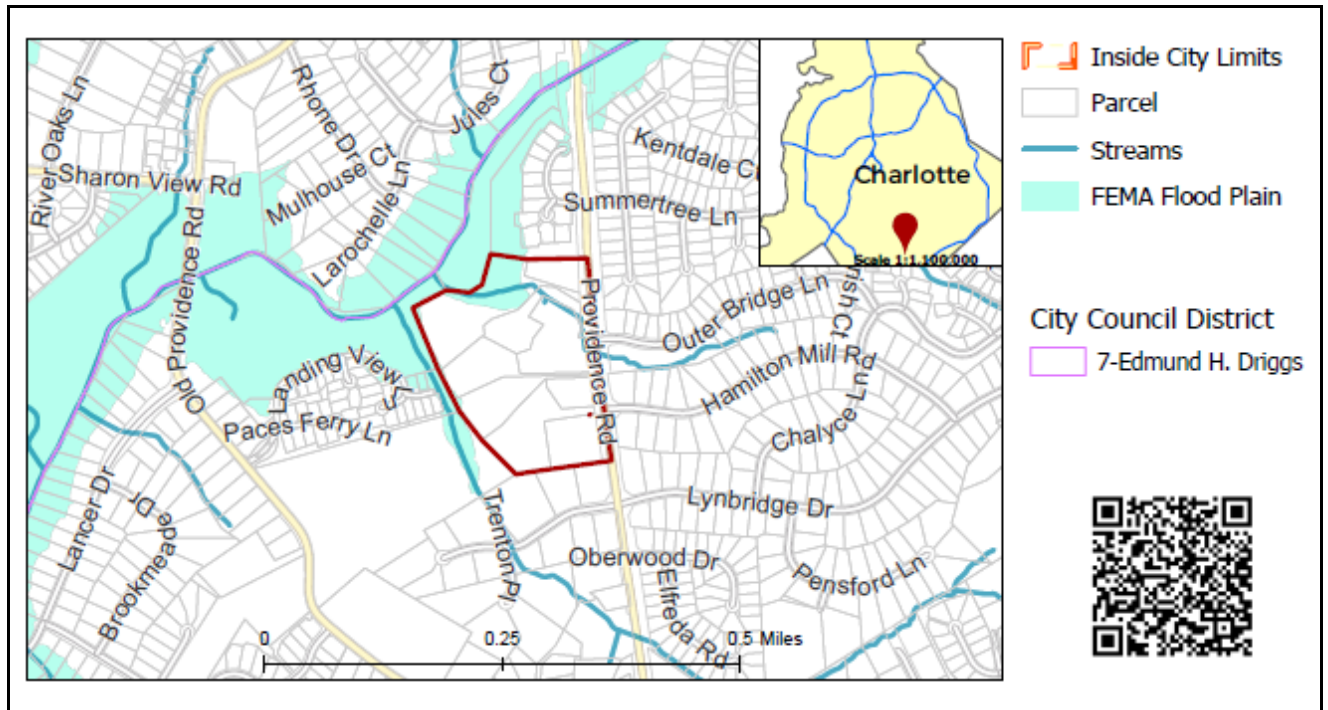 River Oaks Ln
Sharon View Rd
Old Providence Rd
Rhone Dr
Mulhouse Ct
Larochelle Ln
Jules Ct
Kentdale
Summertree Ln
Providence Rd
Outer Bridge Ln
Hamilton Mill Rd
Chalyce Ln
Landing View Ln
Paces Ferry Ln
Lancer Dr
Brookmeade Dr
Trenton Pl
Lynbridge Dr
Oberwood Dr
Elfreda Rd
Pensford Ln
0
0.25
0.5 Miles
Charlotte
Scale 1:1,100,000
Inside City Limits
Parcel
Streams
FEMA Flood Plain
City Council District
7-Edmund H. Driggs